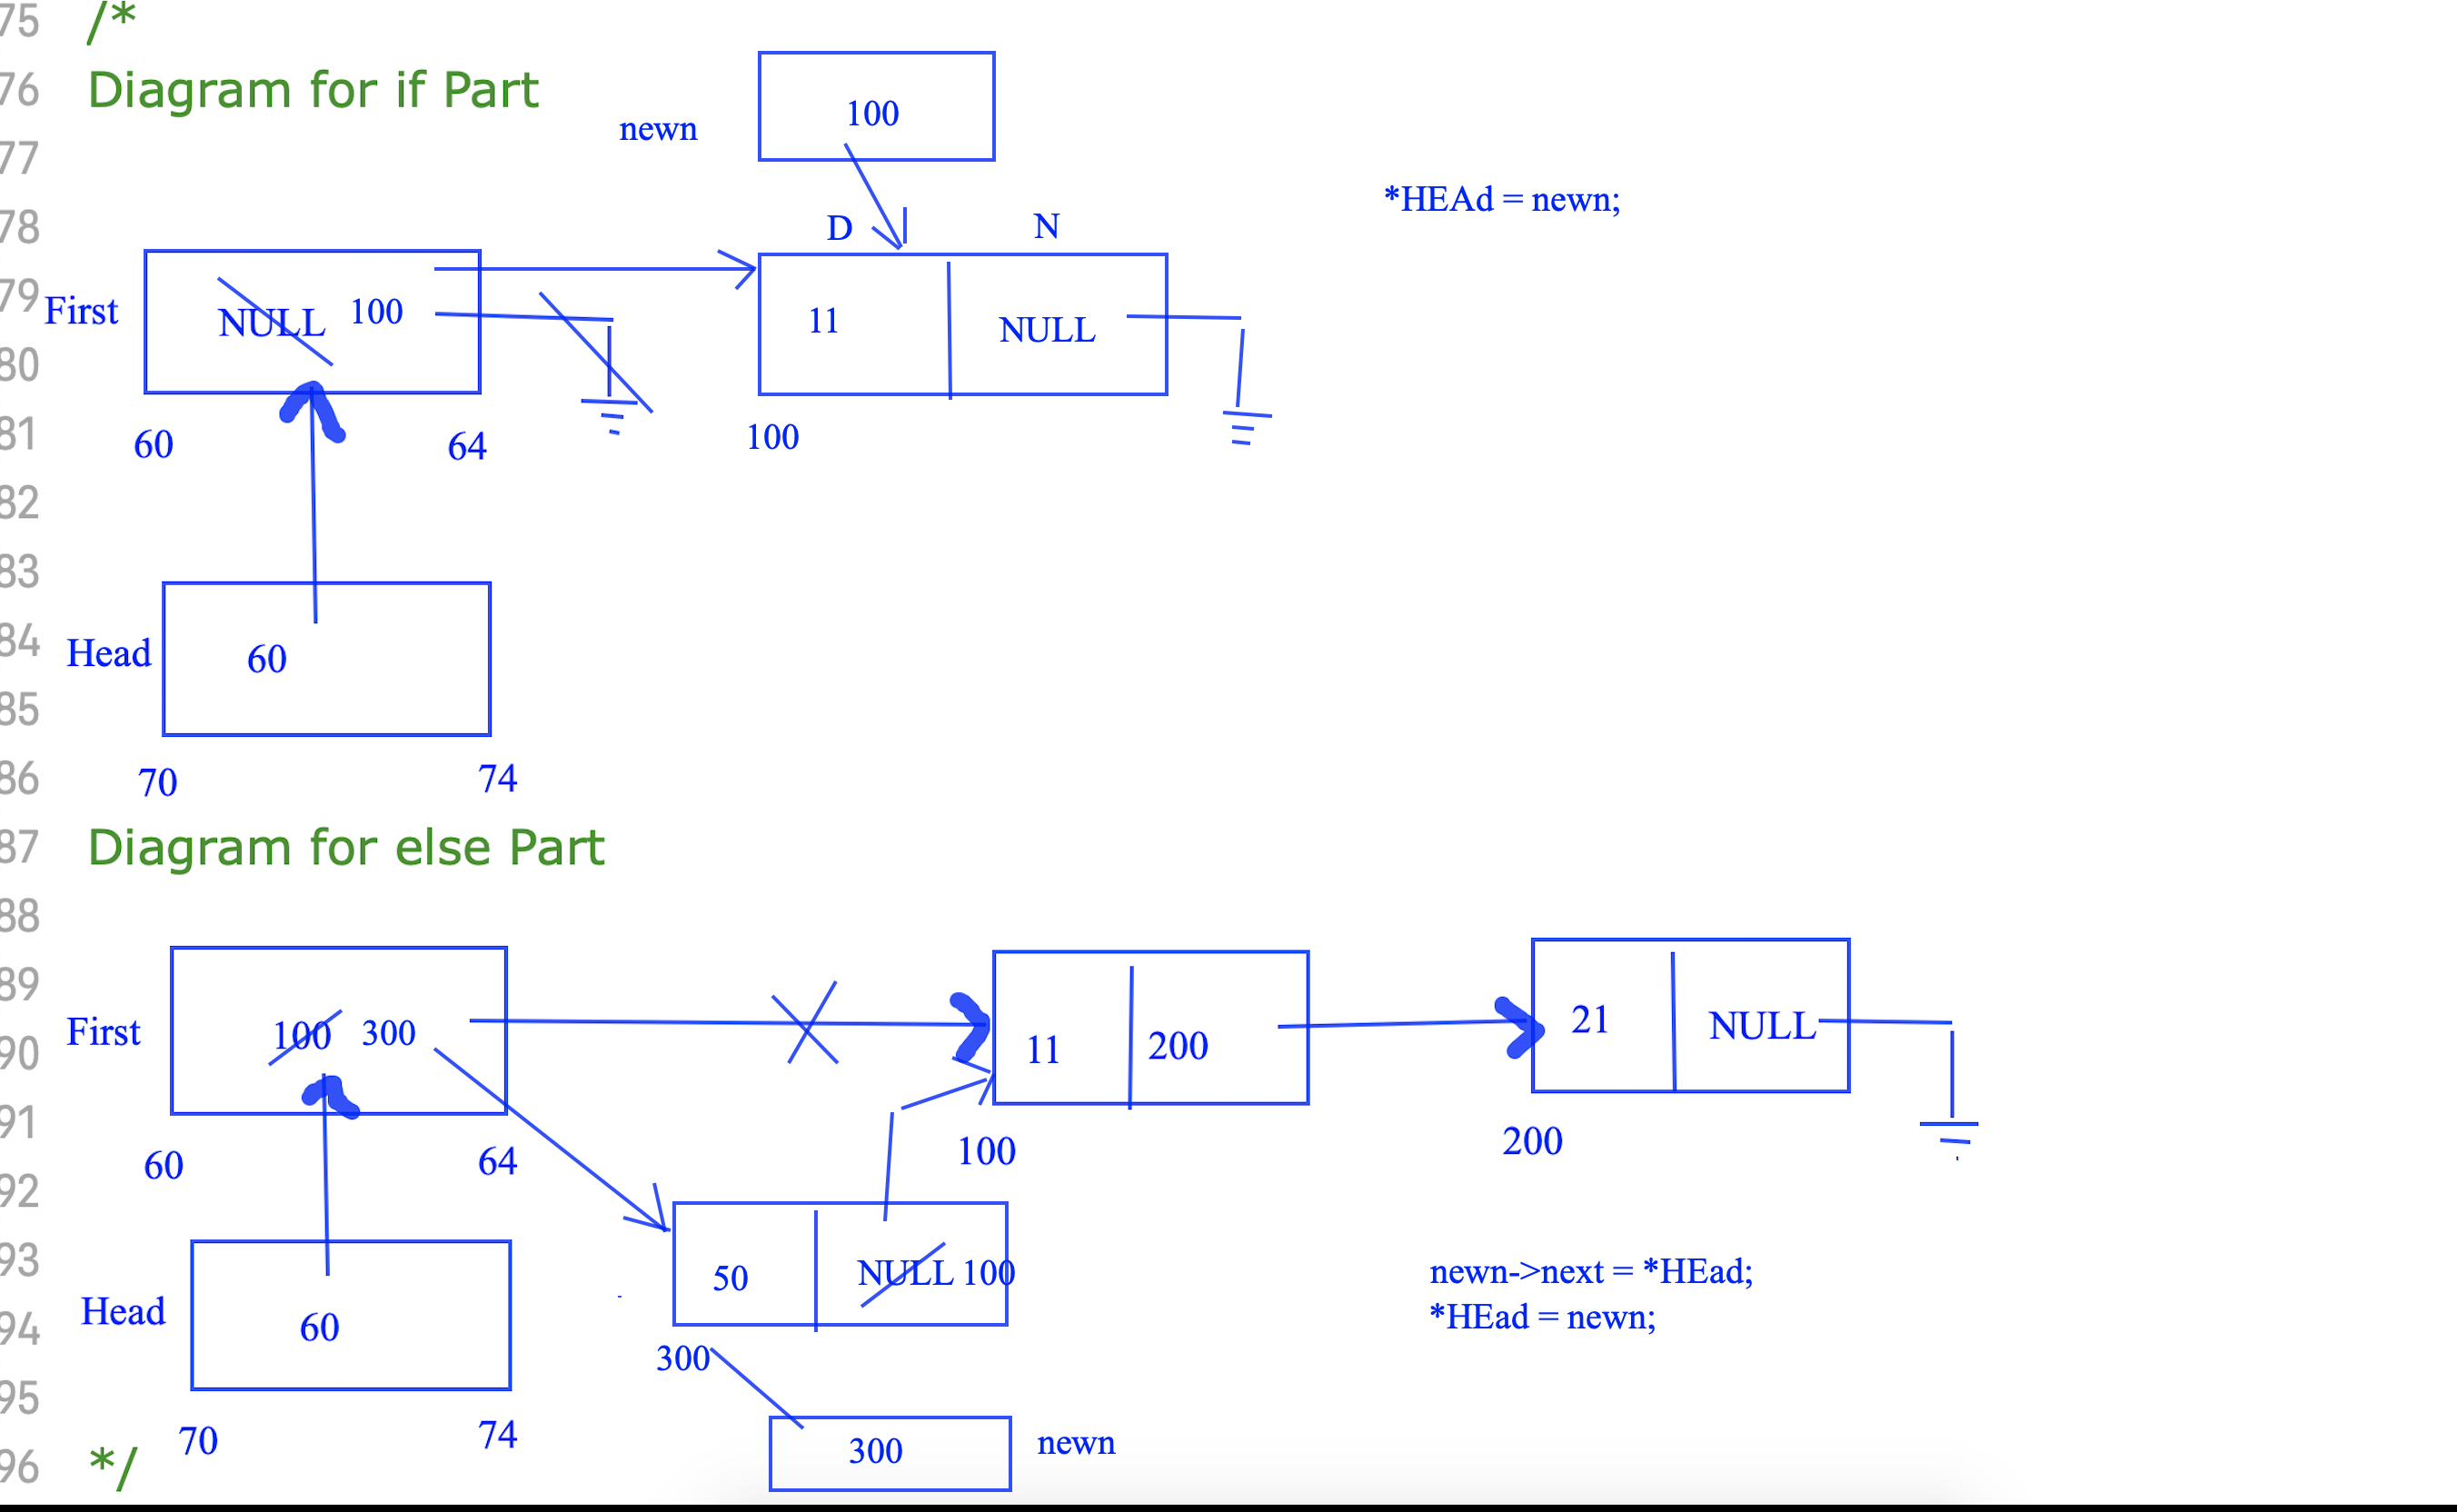 75 /*
76 Diagram for if Part
100
newn
77
*HEAd = newn;
78
D N
79
First NULL 100
11 NULL
80
81
60 64 100
82
83
84
Head 60
85
86
70 74
87 Diagram for else Part
88
89
First 100 300
11 200
21 NULL
90
91
60 64 100 200
92
93
50 NULL 100
newn->next = *HEad;
Head 60
*HEad = newn;
94
300
95
70 74
300 newn
96 */